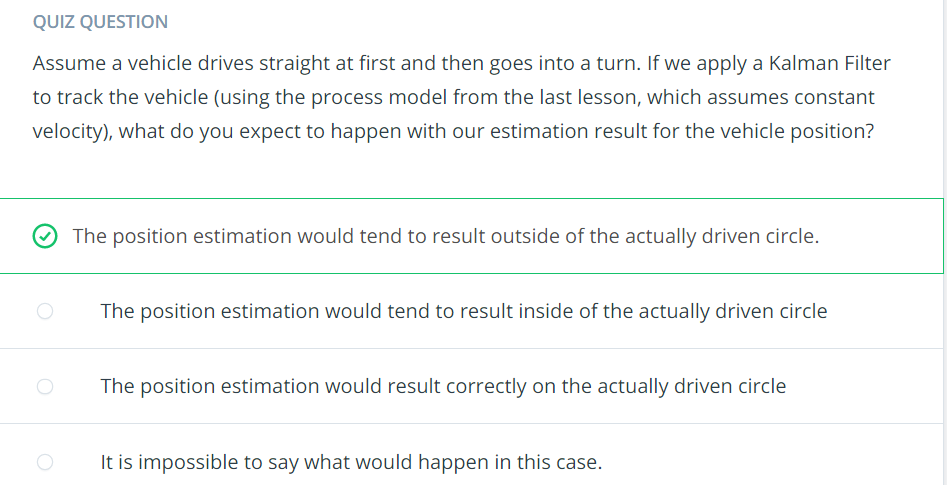 QUIZ QUESTION
Assume a vehicle drives straight at first and then goes into a turn. If we apply a Kalman Filter
to track the vehicle (using the process model from the last lesson, which assumes constant
velocity), what do you expect to happen with our estimation result for the vehicle position?
The position estimation would tend to result outside of the actually driven circle.
The position estimation would tend to result inside of the actually driven circle
The position estimation would result correctly on the actually driven circle
It is impossible to say what would happen in this case.